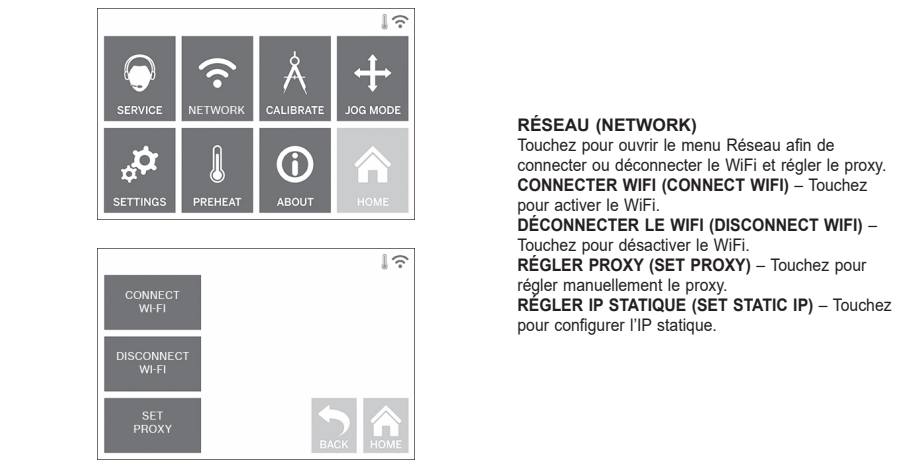 SERVICE
NETWORK
CALIBRATE
JOG MODE
SETTINGS
PREHEAT
ABOUT
HOME
CONNECT
WI-FI
DISCONNECT
WI-FI
SET
PROXY
BACK
HOME
RÉSEAU (NETWORK)
Touchez pour ouvrir le menu Réseau afin de
connecter ou déconnecter le WiFi et régler le proxy.
CONNECTER WIFI (CONNECT WIFI) – Touchez
pour activer le WiFi.
DÉCONNECTER LE WIFI (DISCONNECT WIFI) –
Touchez pour désactiver le WiFi.
RÉGLER PROXY (SET PROXY) – Touchez pour
régler manuellement le proxy.
RÉGLER IP STATIQUE (SET STATIC IP) – Touchez
pour configurer l’IP statique.